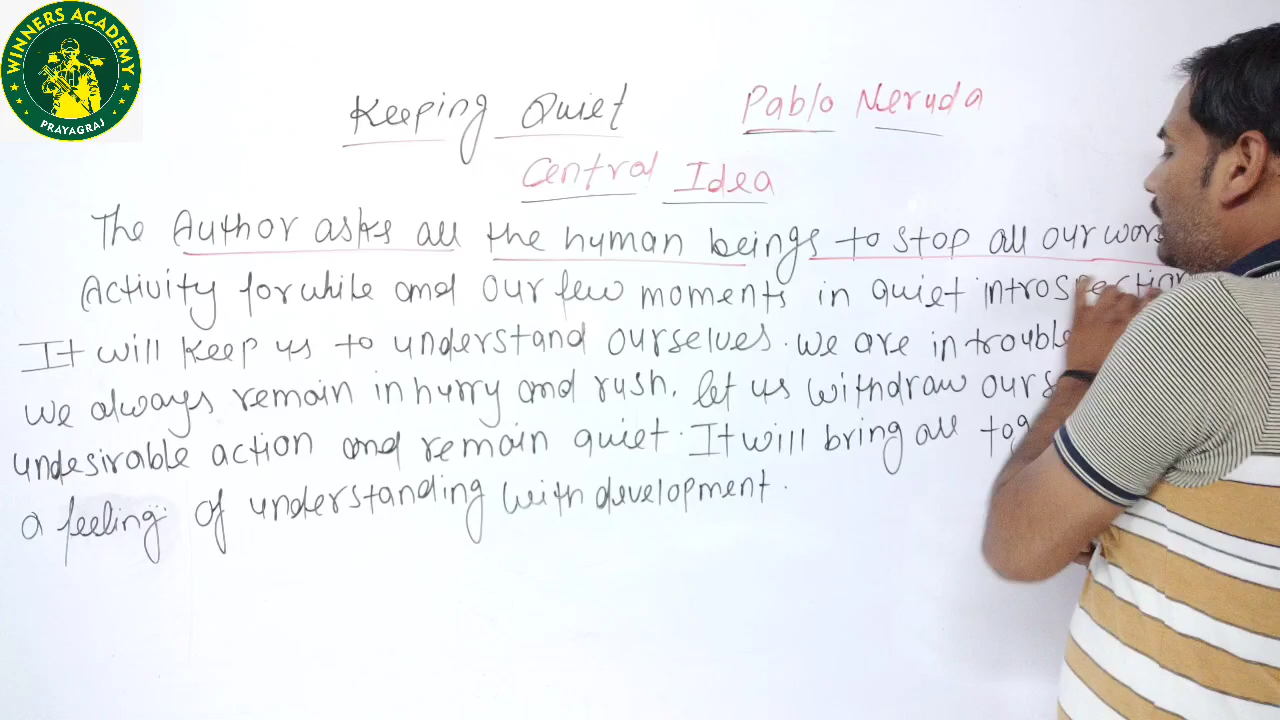 WINNERS ACADEMY
PRAYAGRAJ
Keeping Quiet Pablo Neruda
Central Idea
The Author asks all the human beings to stop all our
Activity for while and our few moments in quiet introspection
It will keep us to understand ourselves. we are in
we always remain in hurry and rush. let us withdraw
undesirable action and remain quiet. It will bring all
a feeling of understanding with development.